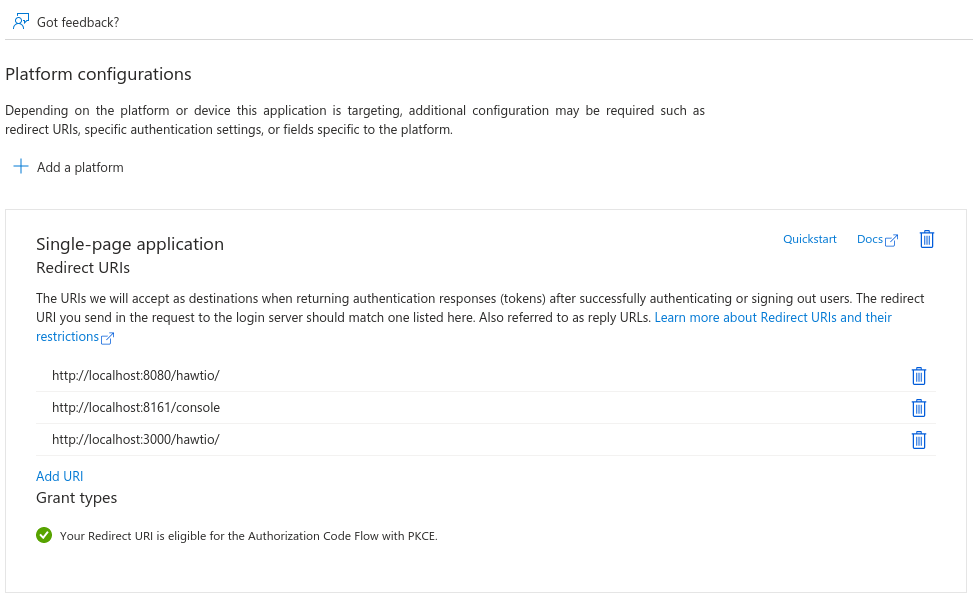 Got feedback?
Platform configurations
Depending on the platform or device this application is targeting, additional configuration may be required such as
redirect URIs, specific authentication settings, or fields specific to the platform.
Add a platform
Single-page application
Quickstart Docs
Redirect URIs
The URIs we will accept as destinations when returning authentication responses (tokens) after successfully authenticating or signing out users. The redirect
URI you send in the request to the login server should match one listed here. Also referred to as reply URLs. Learn more about Redirect URIs and their
restrictions
http://localhost:8080/hawtio/
http://localhost:8161/console
http://localhost:3000/hawtio/
Add URI
Grant types
Your Redirect URI is eligible for the Authorization Code Flow with PKCE.